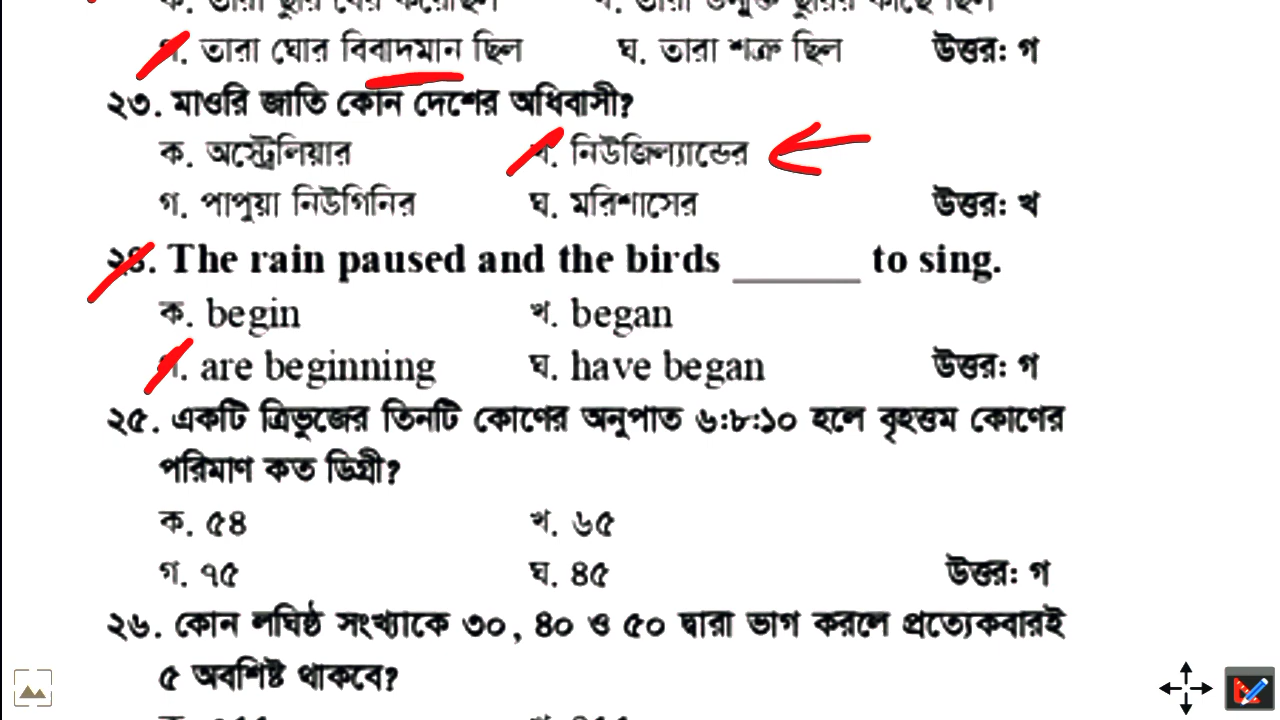 ক. তারা ছুরি বের করেছিল খ. তারা উন্মুক্ত ছুরির কাছে ছিল
গ. তারা ঘোর বিবাদমান ছিল ঘ. তারা শত্রু ছিল উত্তর: গ
২৩. মাওরি জাতি কোন দেশের অধিবাসী?
ক. অস্ট্রেলিয়ার খ. নিউজিল্যান্ডের
গ. পাপুয়া নিউগিনির ঘ. মরিশাসের উত্তর: খ
২৪. The rain paused and the birds ______ to sing.
ক. begin খ. began
গ. are beginning ঘ. have began উত্তর: গ
২৫. একটি ত্রিভুজের তিনটি কোণের অনুপাত ৬:৮:১০ হলে বৃহত্তম কোণের
পরিমাণ কত ডিগ্রী?
ক. ৫৪ খ. ৬৫
গ. ৭৫ ঘ. ৪৫ উত্তর: গ
২৬. কোন লঘিষ্ঠ সংখ্যাকে ৩০, ৪০ ও ৫০ দ্বারা ভাগ করলে প্রত্যেকবারই
৫ অবশিষ্ট থাকবে?